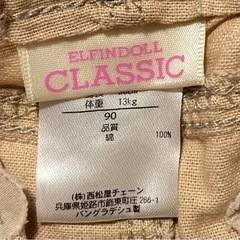 ELFINDOLL
CLASSIC
体重 13kg
90
品質
綿 100%
(株)西松屋チェーン
兵庫県姫路市飾東町庄266-1
バングラデシュ製